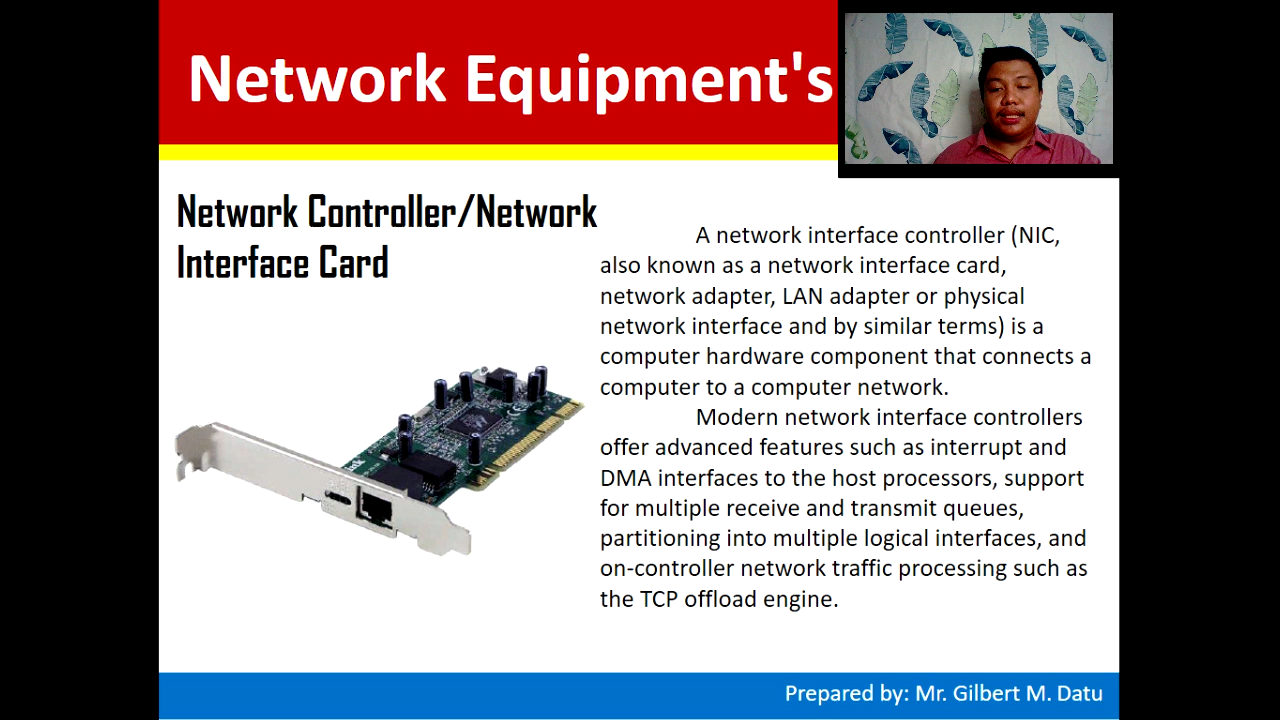 Network Equipment's
Network Controller/Network
Interface Card
A network interface controller (NIC,
also known as a network interface card,
network adapter, LAN adapter or physical
network interface and by similar terms) is a
computer hardware component that connects a
computer to a computer network.
Modern network interface controllers
offer advanced features such as interrupt and
DMA interfaces to the host processors, support
for multiple receive and transmit queues,
partitioning into multiple logical interfaces, and
on-controller network traffic processing such as
the TCP offload engine.
Prepared by: Mr. Gilbert M. Datu